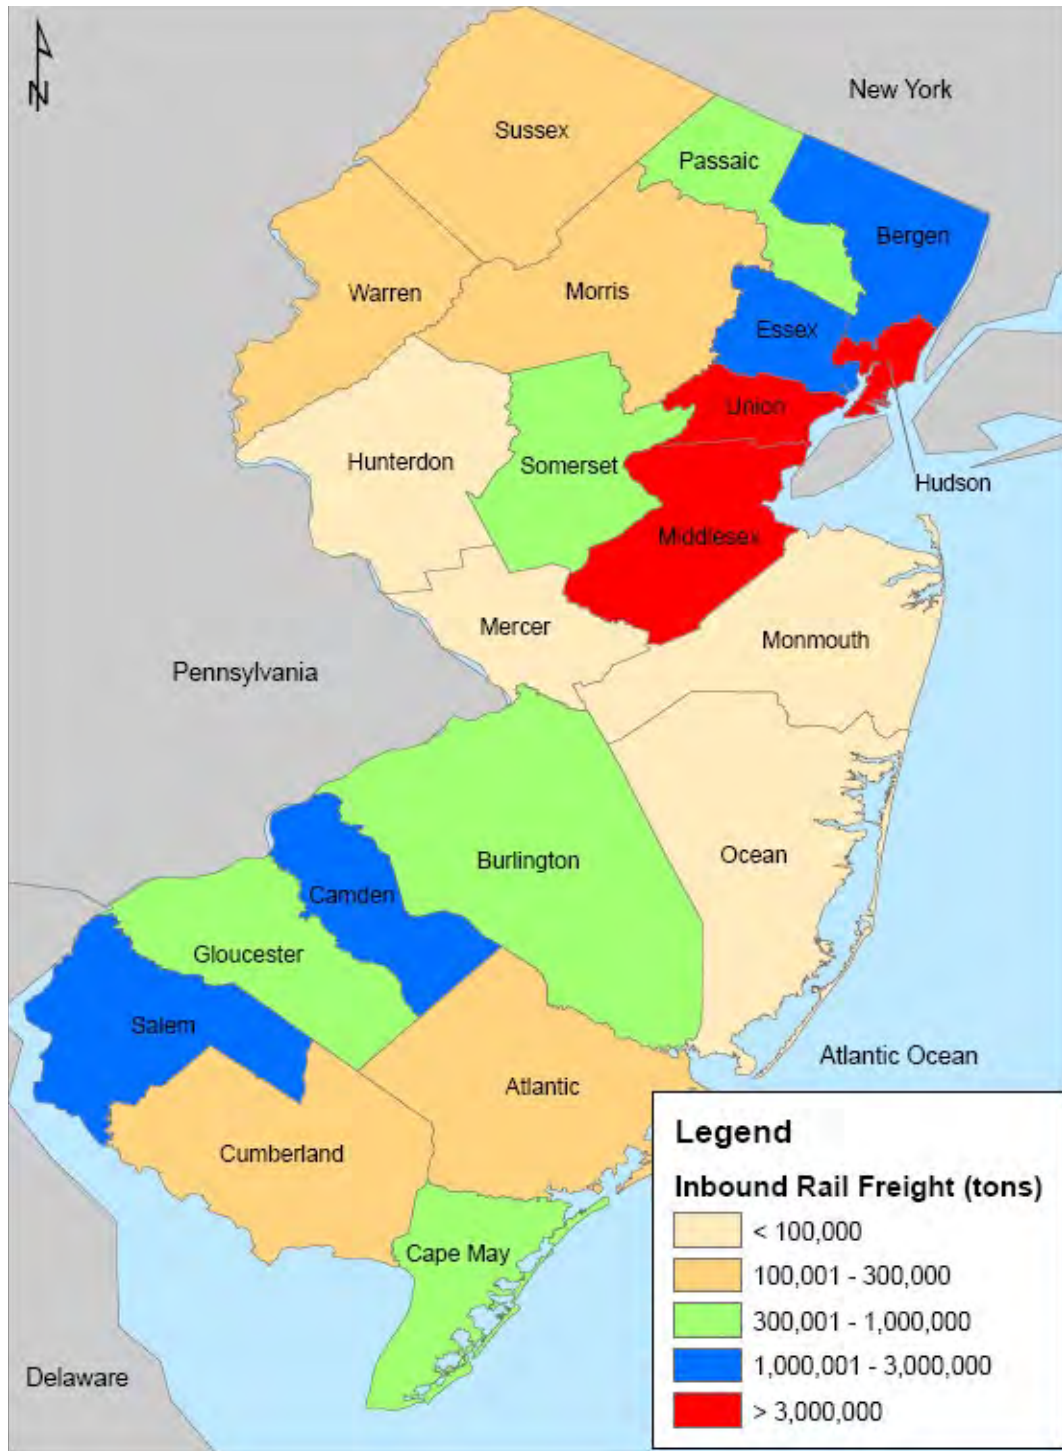 N
New York
Sussex
Passaic
Bergen
Warren
Morris
Essex
Union
Hunterdon
Somerset
Hudson
Middlesex
Mercer
Monmouth
Pennsylvania
Ocean
Burlington
Camden
Gloucester
Salem
Atlantic Ocean
Atlantic
Cumberland
Cape May
Delaware
Legend
Inbound Rail Freight (tons)
< 100,000
100,001 - 300,000
300,001 - 1,000,000
1,000,001 - 3,000,000
> 3,000,000